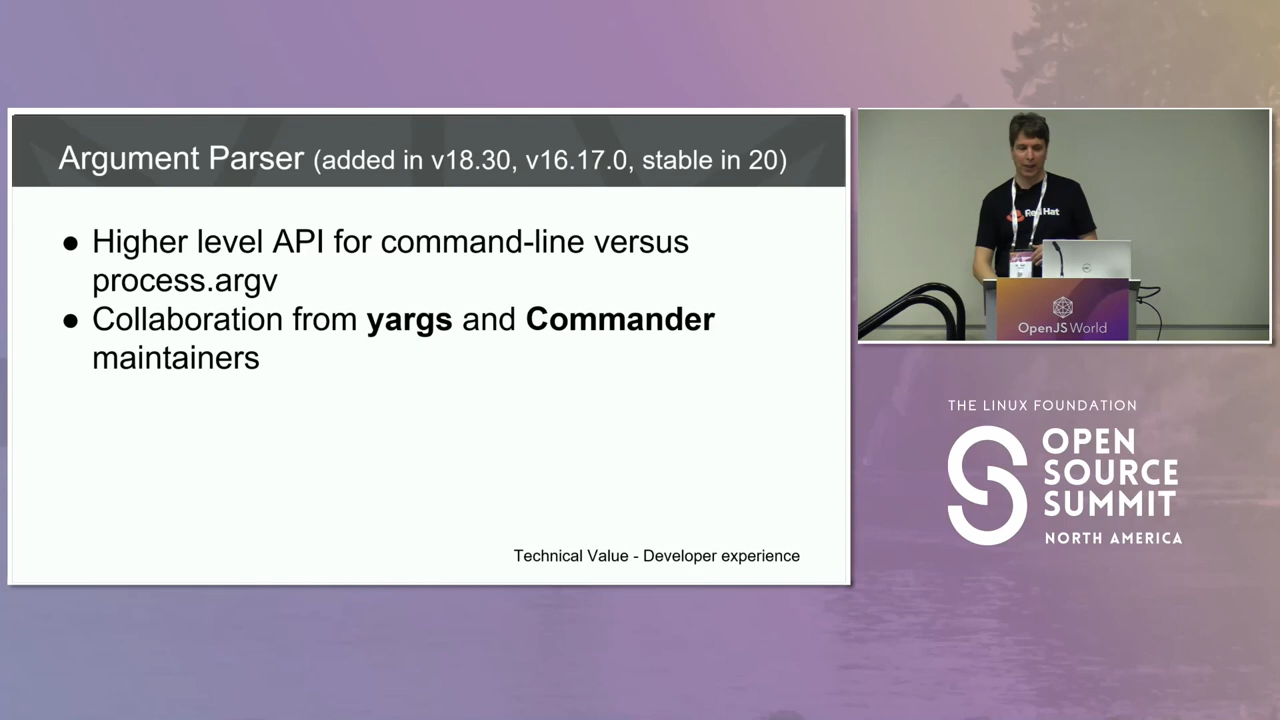 Argument Parser (added in v18.30, v16.17.0, stable in 20)
● Higher level API for command-line versus
process.argv
● Collaboration from yargs and Commander
maintainers
Technical Value - Developer experience
Red Hat
OpenJS World
THE LINUX FOUNDATION
OPEN
SOURCE
SUMMIT
NORTH AMERICA